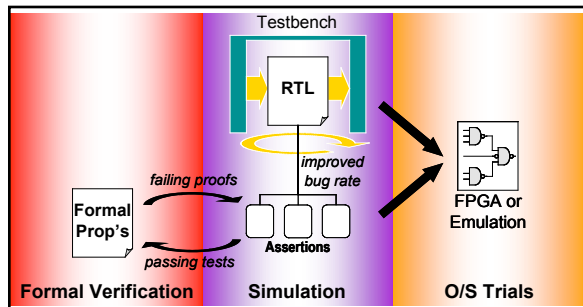 Testbench
RTL
improved
bug rate
failing proofs
Formal
Prop's
passing tests
Assertions
FPGA or
Emulation
Formal Verification
Simulation
O/S Trials